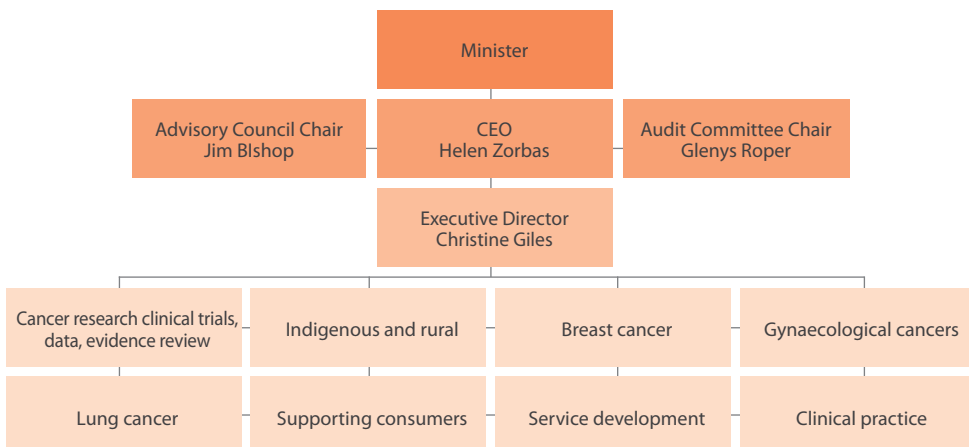 Minister
Advisory Council Chair
Jim BIshop
CEO
Helen Zorbas
Audit Committee Chair
Glenys Roper
Executive Director
Christine Giles
Cancer research clinical trials,
data, evidence review
Indigenous and rural
Breast cancer
Gynaecological cancers
Lung cancer
Supporting consumers
Service development
Clinical practice